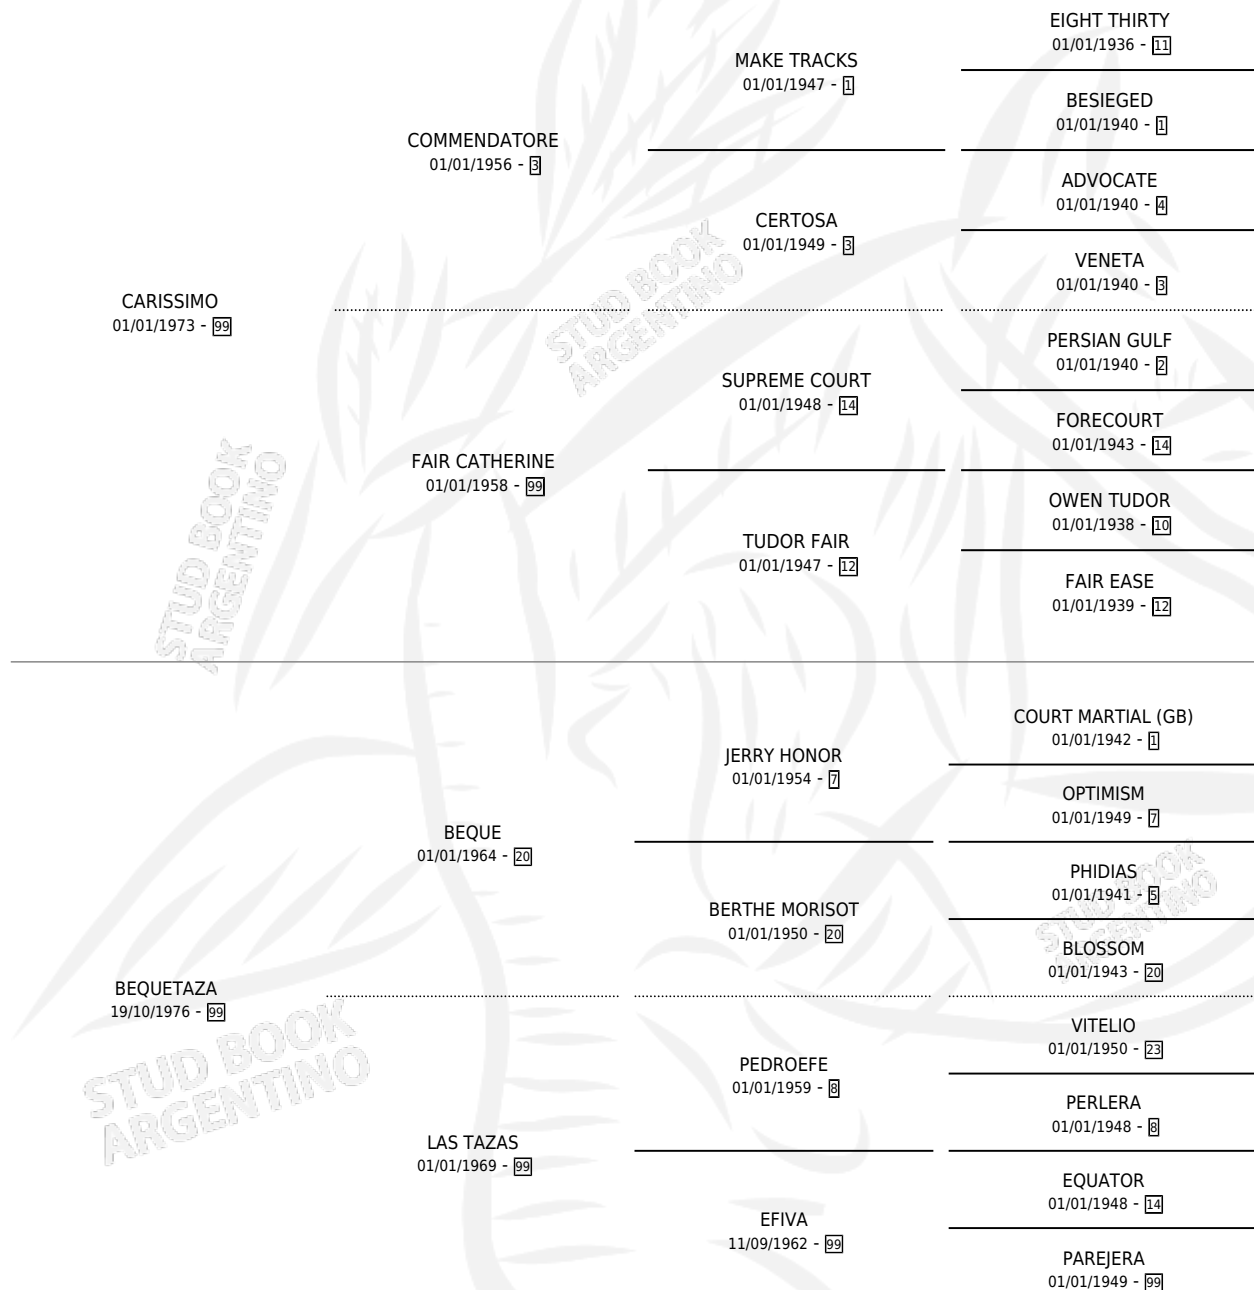 EIGHT THIRTY
01/01/1936 - 11
MAKE TRACKS
01/01/1947 - 1
BESIEGED
01/01/1940 - 1
COMMENDATORE
01/01/1956 - 3
ADVOCATE
01/01/1940 - 4
CERTOSA
01/01/1949 - 3
VENETA
01/01/1940 - 3
CARISSIMO
01/01/1973 - 99
PERSIAN GULF
01/01/1940 - 2
SUPREME COURT
01/01/1948 - 14
FORECOURT
01/01/1943 - 14
FAIR CATHERINE
01/01/1958 - 99
OWEN TUDOR
01/01/1938 - 10
TUDOR FAIR
01/01/1947 - 12
FAIR EASE
01/01/1939 - 12
COURT MARTIAL (GB)
01/01/1942 - 1
JERRY HONOR
01/01/1954 - 7
OPTIMISM
01/01/1949 - 7
BEQUE
01/01/1964 - 20
PHIDIAS
01/01/1941 - 5
BERTHE MORISOT
01/01/1950 - 20
BLOSSOM
01/01/1943 - 20
BEQUETAZA
19/10/1976 - 99
VITELIO
01/01/1950 - 23
PEDROEFE
01/01/1959 - 8
PERLERA
01/01/1948 - 8
LAS TAZAS
01/01/1969 - 99
EQUATOR
01/01/1948 - 14
EFIVA
11/09/1962 - 99
PAREJERA
01/01/1949 - 99
STUD BOOK
ARGENTINO
STUD BOOK
ARGENTINO
STUD BOOK
ARGENTINO
STUD BOOK
ARGENTINO